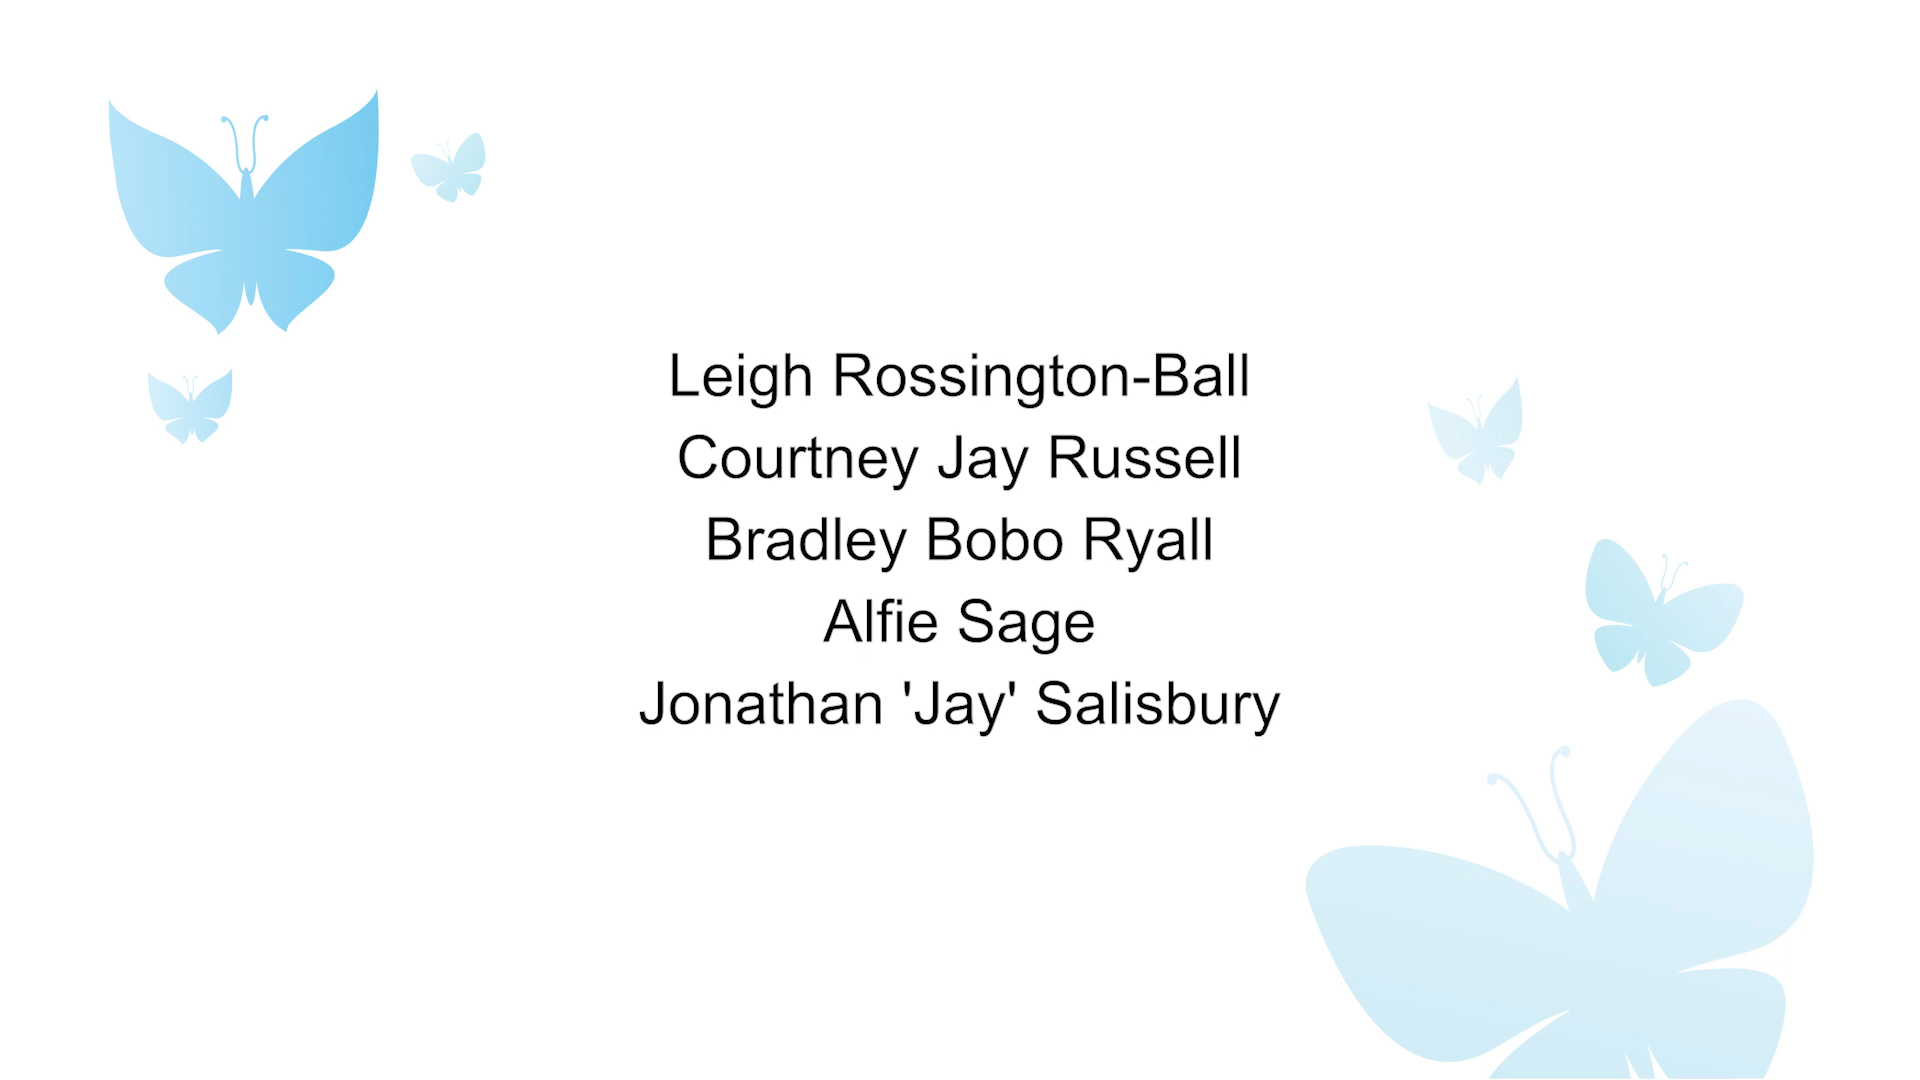 Leigh Rossington-Ball
Courtney Jay Russell
Bradley Bobo Ryall
Alfie Sage
Jonathan 'Jay' Salisbury